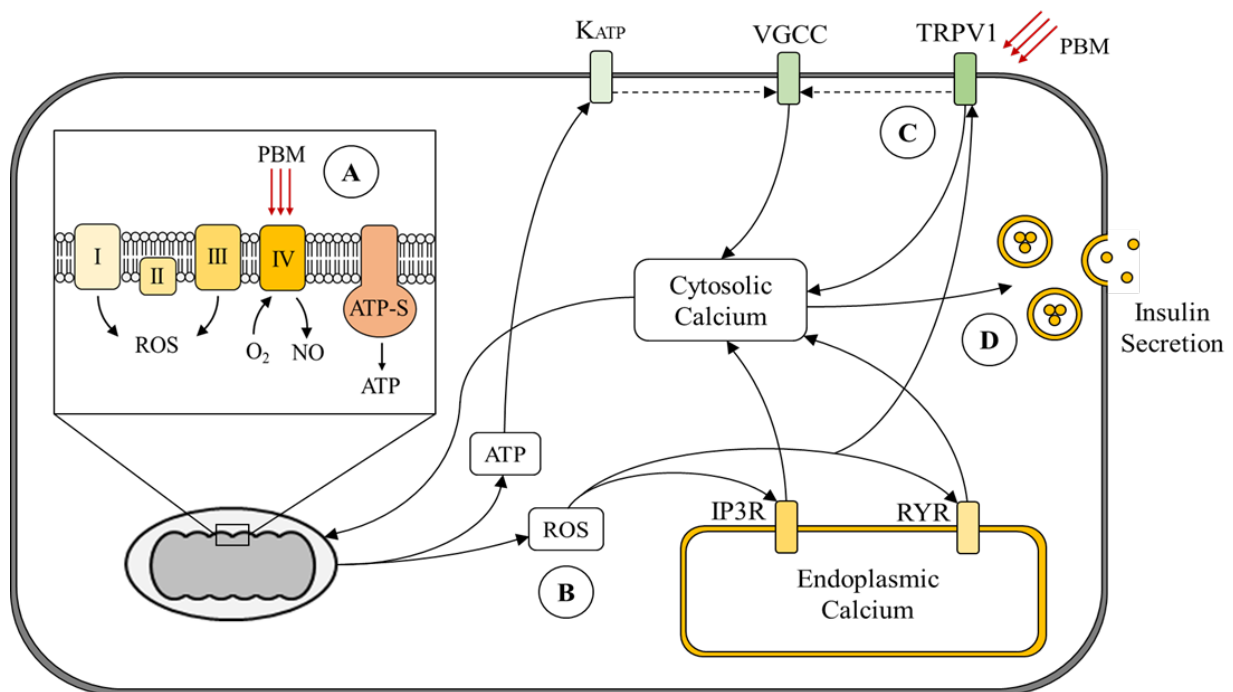 KATP
VGCC
TRPV1
PBM
C
PBM
A
I
II
III
IV
ATP-S
ROS
O₂
NO
ATP
Cytosolic
Calcium
D
Insulin
Secretion
ATP
ROS
B
IP3R
RYR
Endoplasmic
Calcium